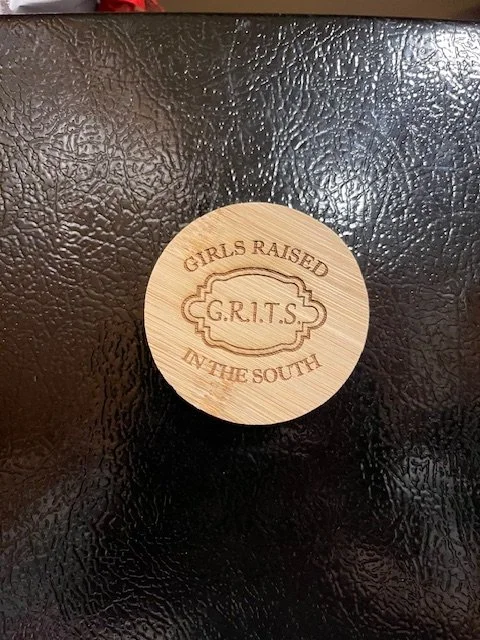 GIRLS RAISED
G.R.I.T.S.
IN THE SOUTH